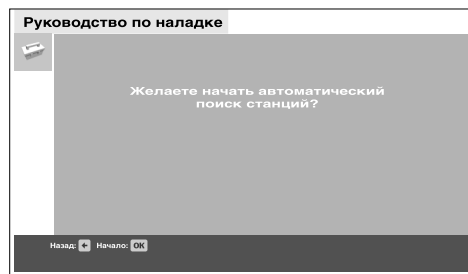 Руководство по наладке
Желаете начать автоматический
поиск станций?
Назад: ← Начало: OK